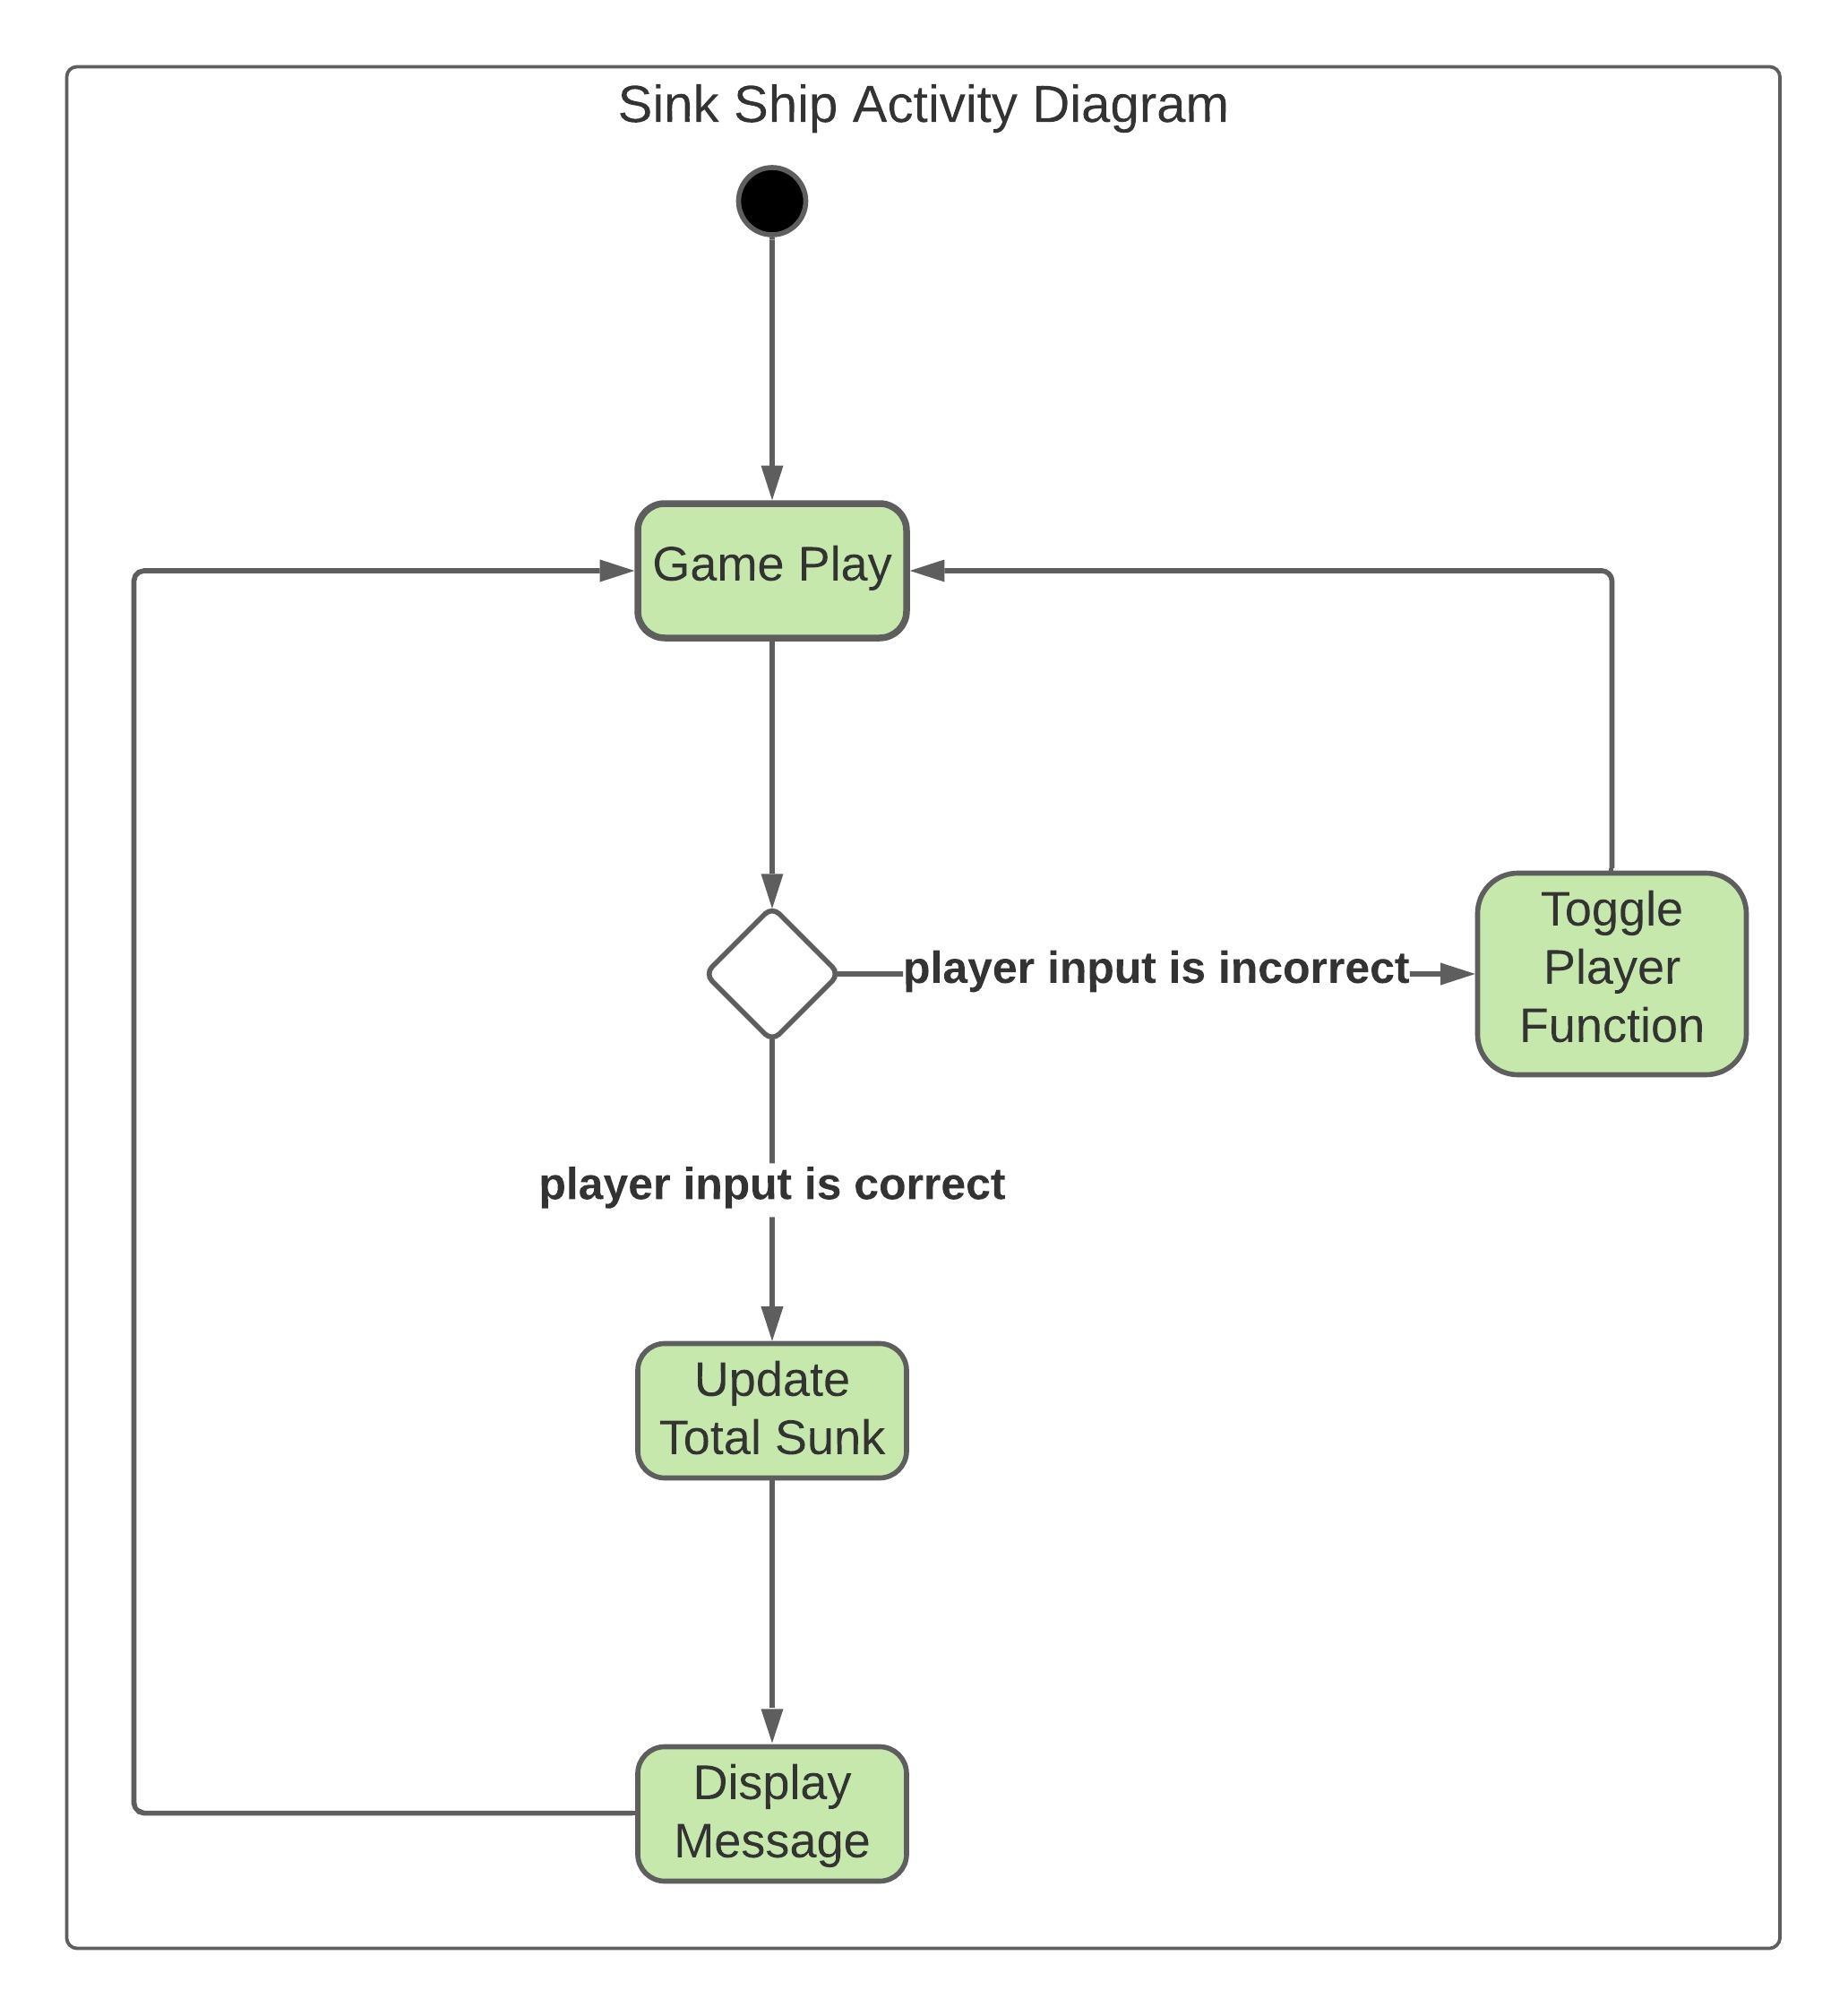 Sink Ship Activity Diagram
Game Play
player input is incorrect
Toggle
Player
Function
player input is correct
Update
Total Sunk
Display
Message